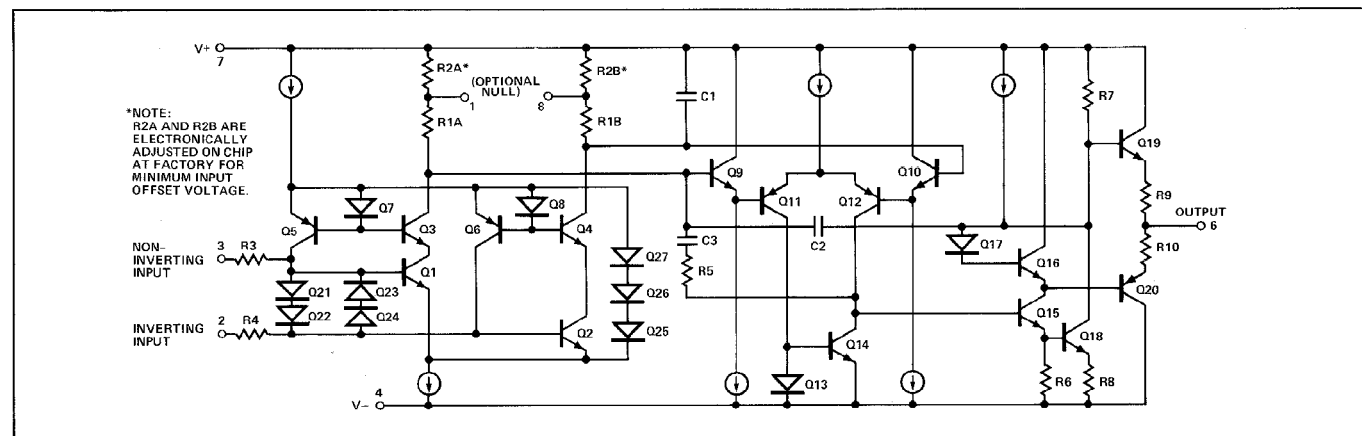 V+
7
R2A*
(OPTIONAL
NULL)
1
8
R2B*
R1A
R1B
C1
R7
*NOTE:
R2A AND R2B ARE
ELECTRONICALLY
ADJUSTED ON CHIP
AT FACTORY FOR
MINIMUM INPUT
OFFSET VOLTAGE.
Q9
Q10
Q19
Q7
Q8
Q11
Q12
R9
Q5
Q3
Q6
Q4
OUTPUT
6
NON-
INVERTING
INPUT
3
R3
C3
C2
R10
Q17
Q1
Q27
R5
Q16
Q21
Q23
Q26
Q20
Q22
Q24
INVERTING
INPUT
2
R4
Q2
Q25
Q15
Q14
Q18
Q13
R6
R8
V-
4